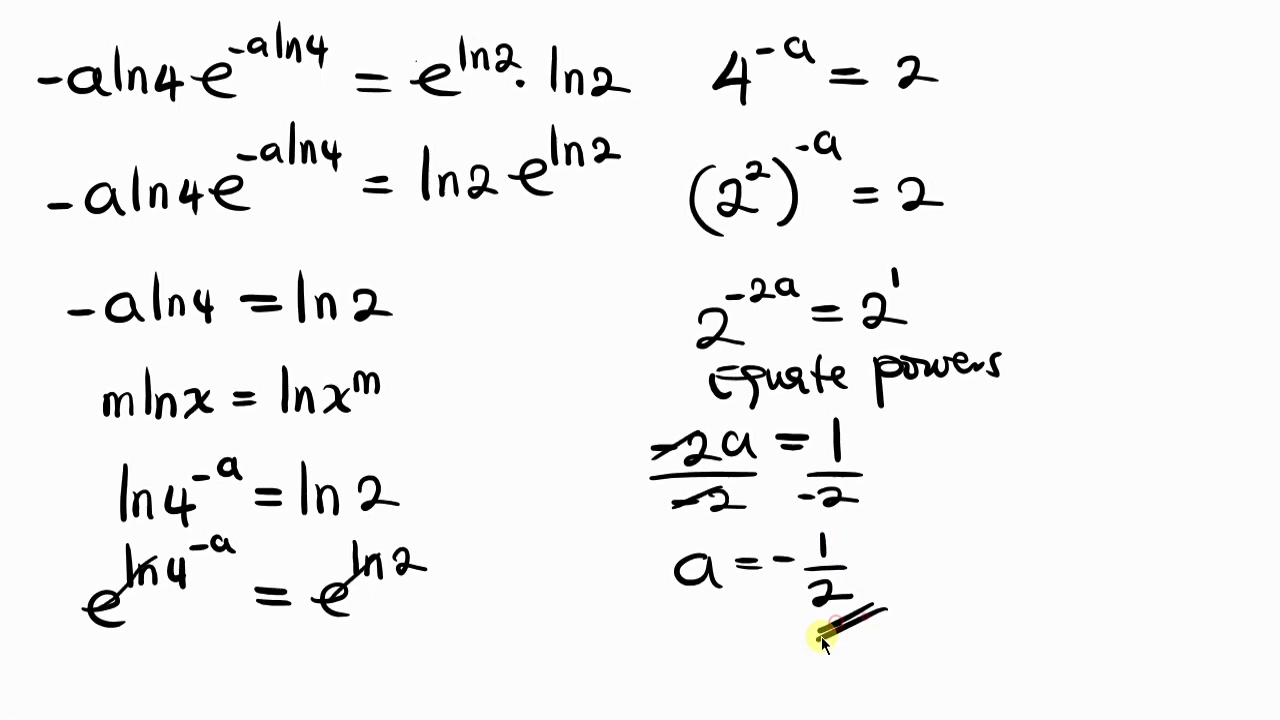 -aln4e^{-aln4} = e^{ln2}. ln2
-aln4e^{-aln4} = ln2 e^{ln2}
-aln4 = ln2
mlnx = lnx^m
ln4^{-a} = ln2
e^{ln4^{-a}} = e^{ln2}
4^{-a} = 2
(2^2)^{-a} = 2
2^{-2a} = 2^1
Equate powers
-2a/-2 = 1/-2
a = -1/2